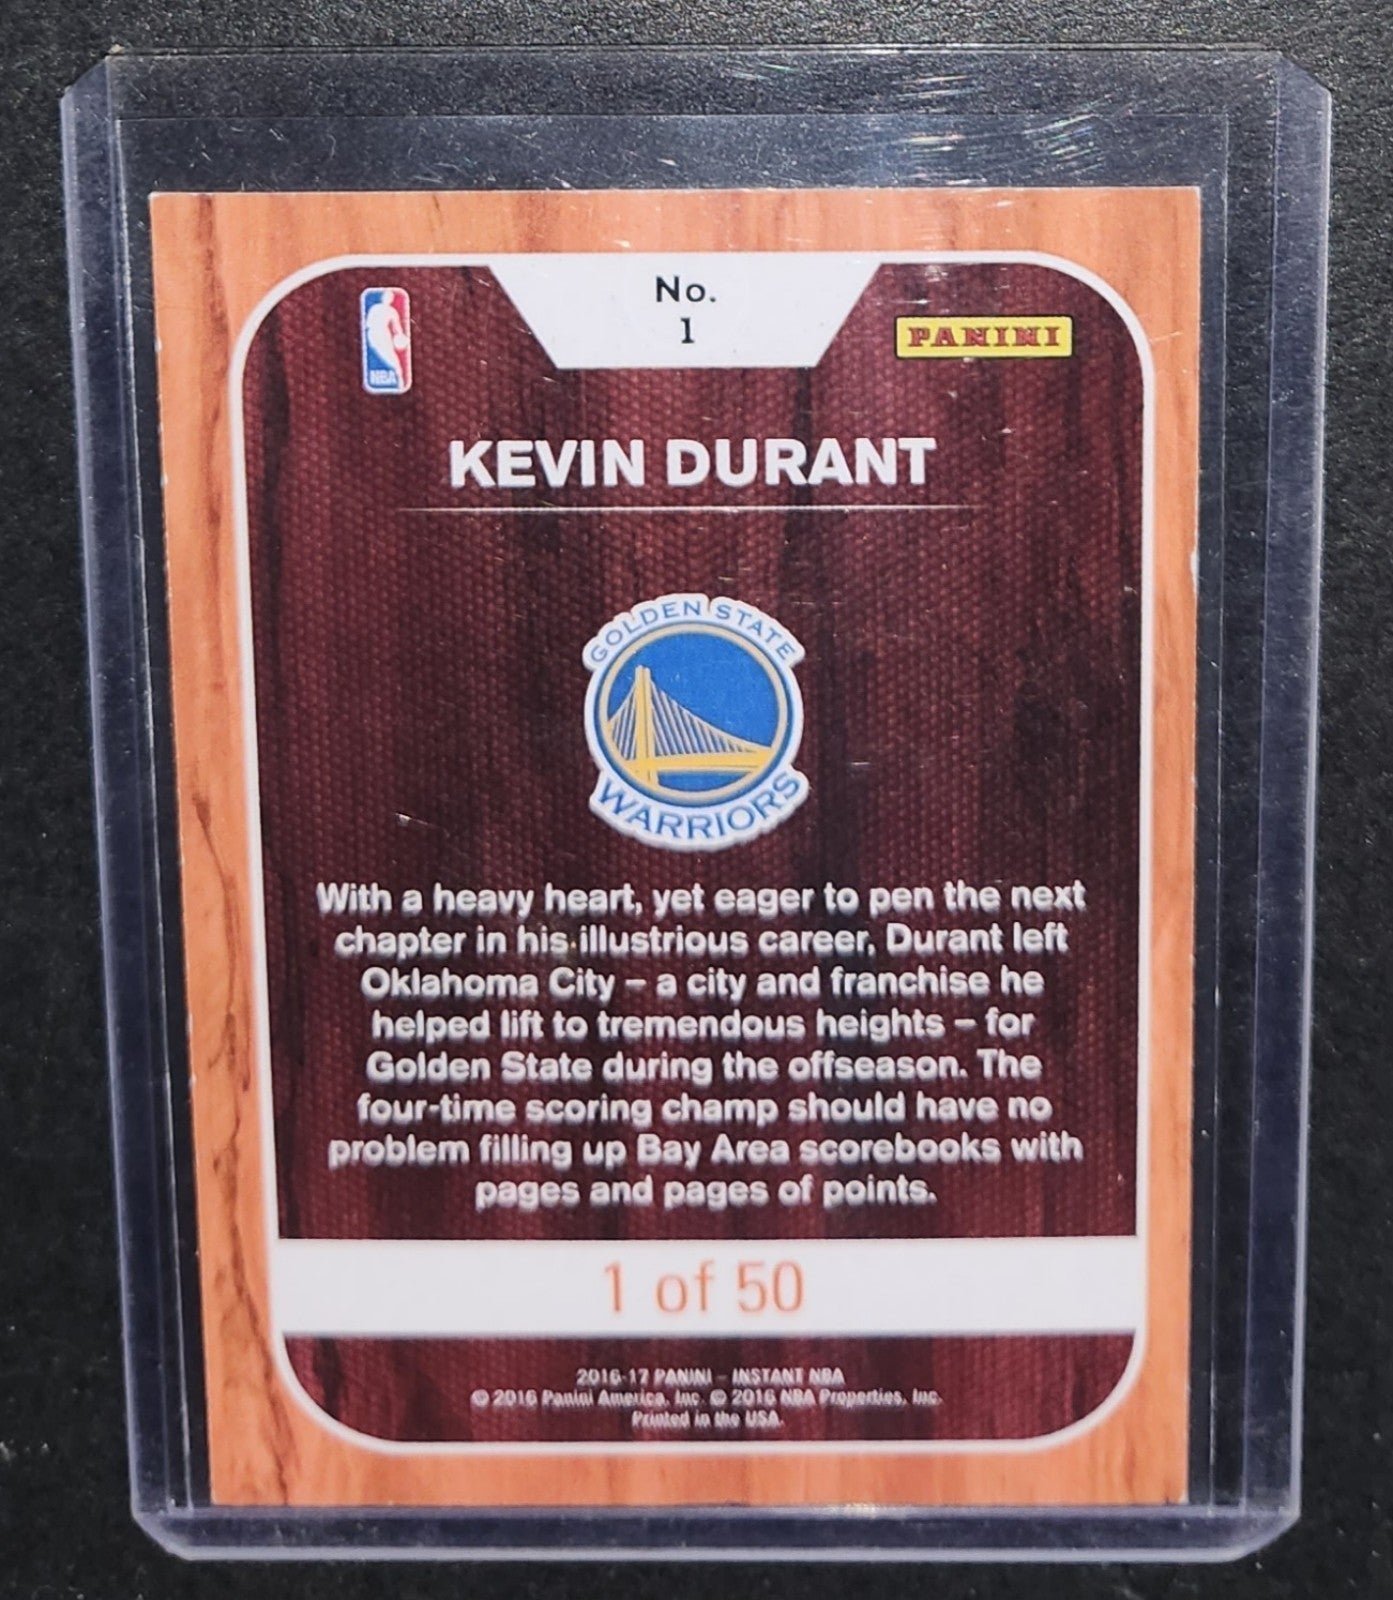 No.
1
NBA
PANINI
KEVIN DURANT
GOLDEN STATE
WARRIORS
With a heavy heart, yet eager to pen the next
chapter in his illustrious career, Durant left
Oklahoma City – a city and franchise he
helped lift to tremendous heights – for
Golden State during the offseason. The
four-time scoring champ should have no
problem filling up Bay Area scorebooks with
pages and pages of points.
1 of 50
2016-17 PANINI – INSTANT NBA
© 2016 Panini America, Inc. © 2016 NBA Properties, Inc.
Printed in the USA.